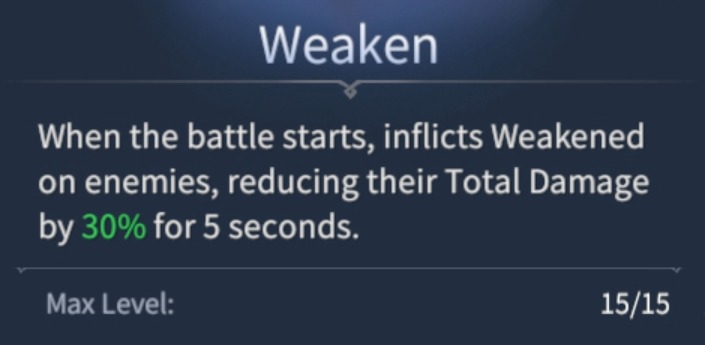 Weaken
When the battle starts, inflicts Weakened
on enemies, reducing their Total Damage
by 30% for 5 seconds.
Max Level: 15/15